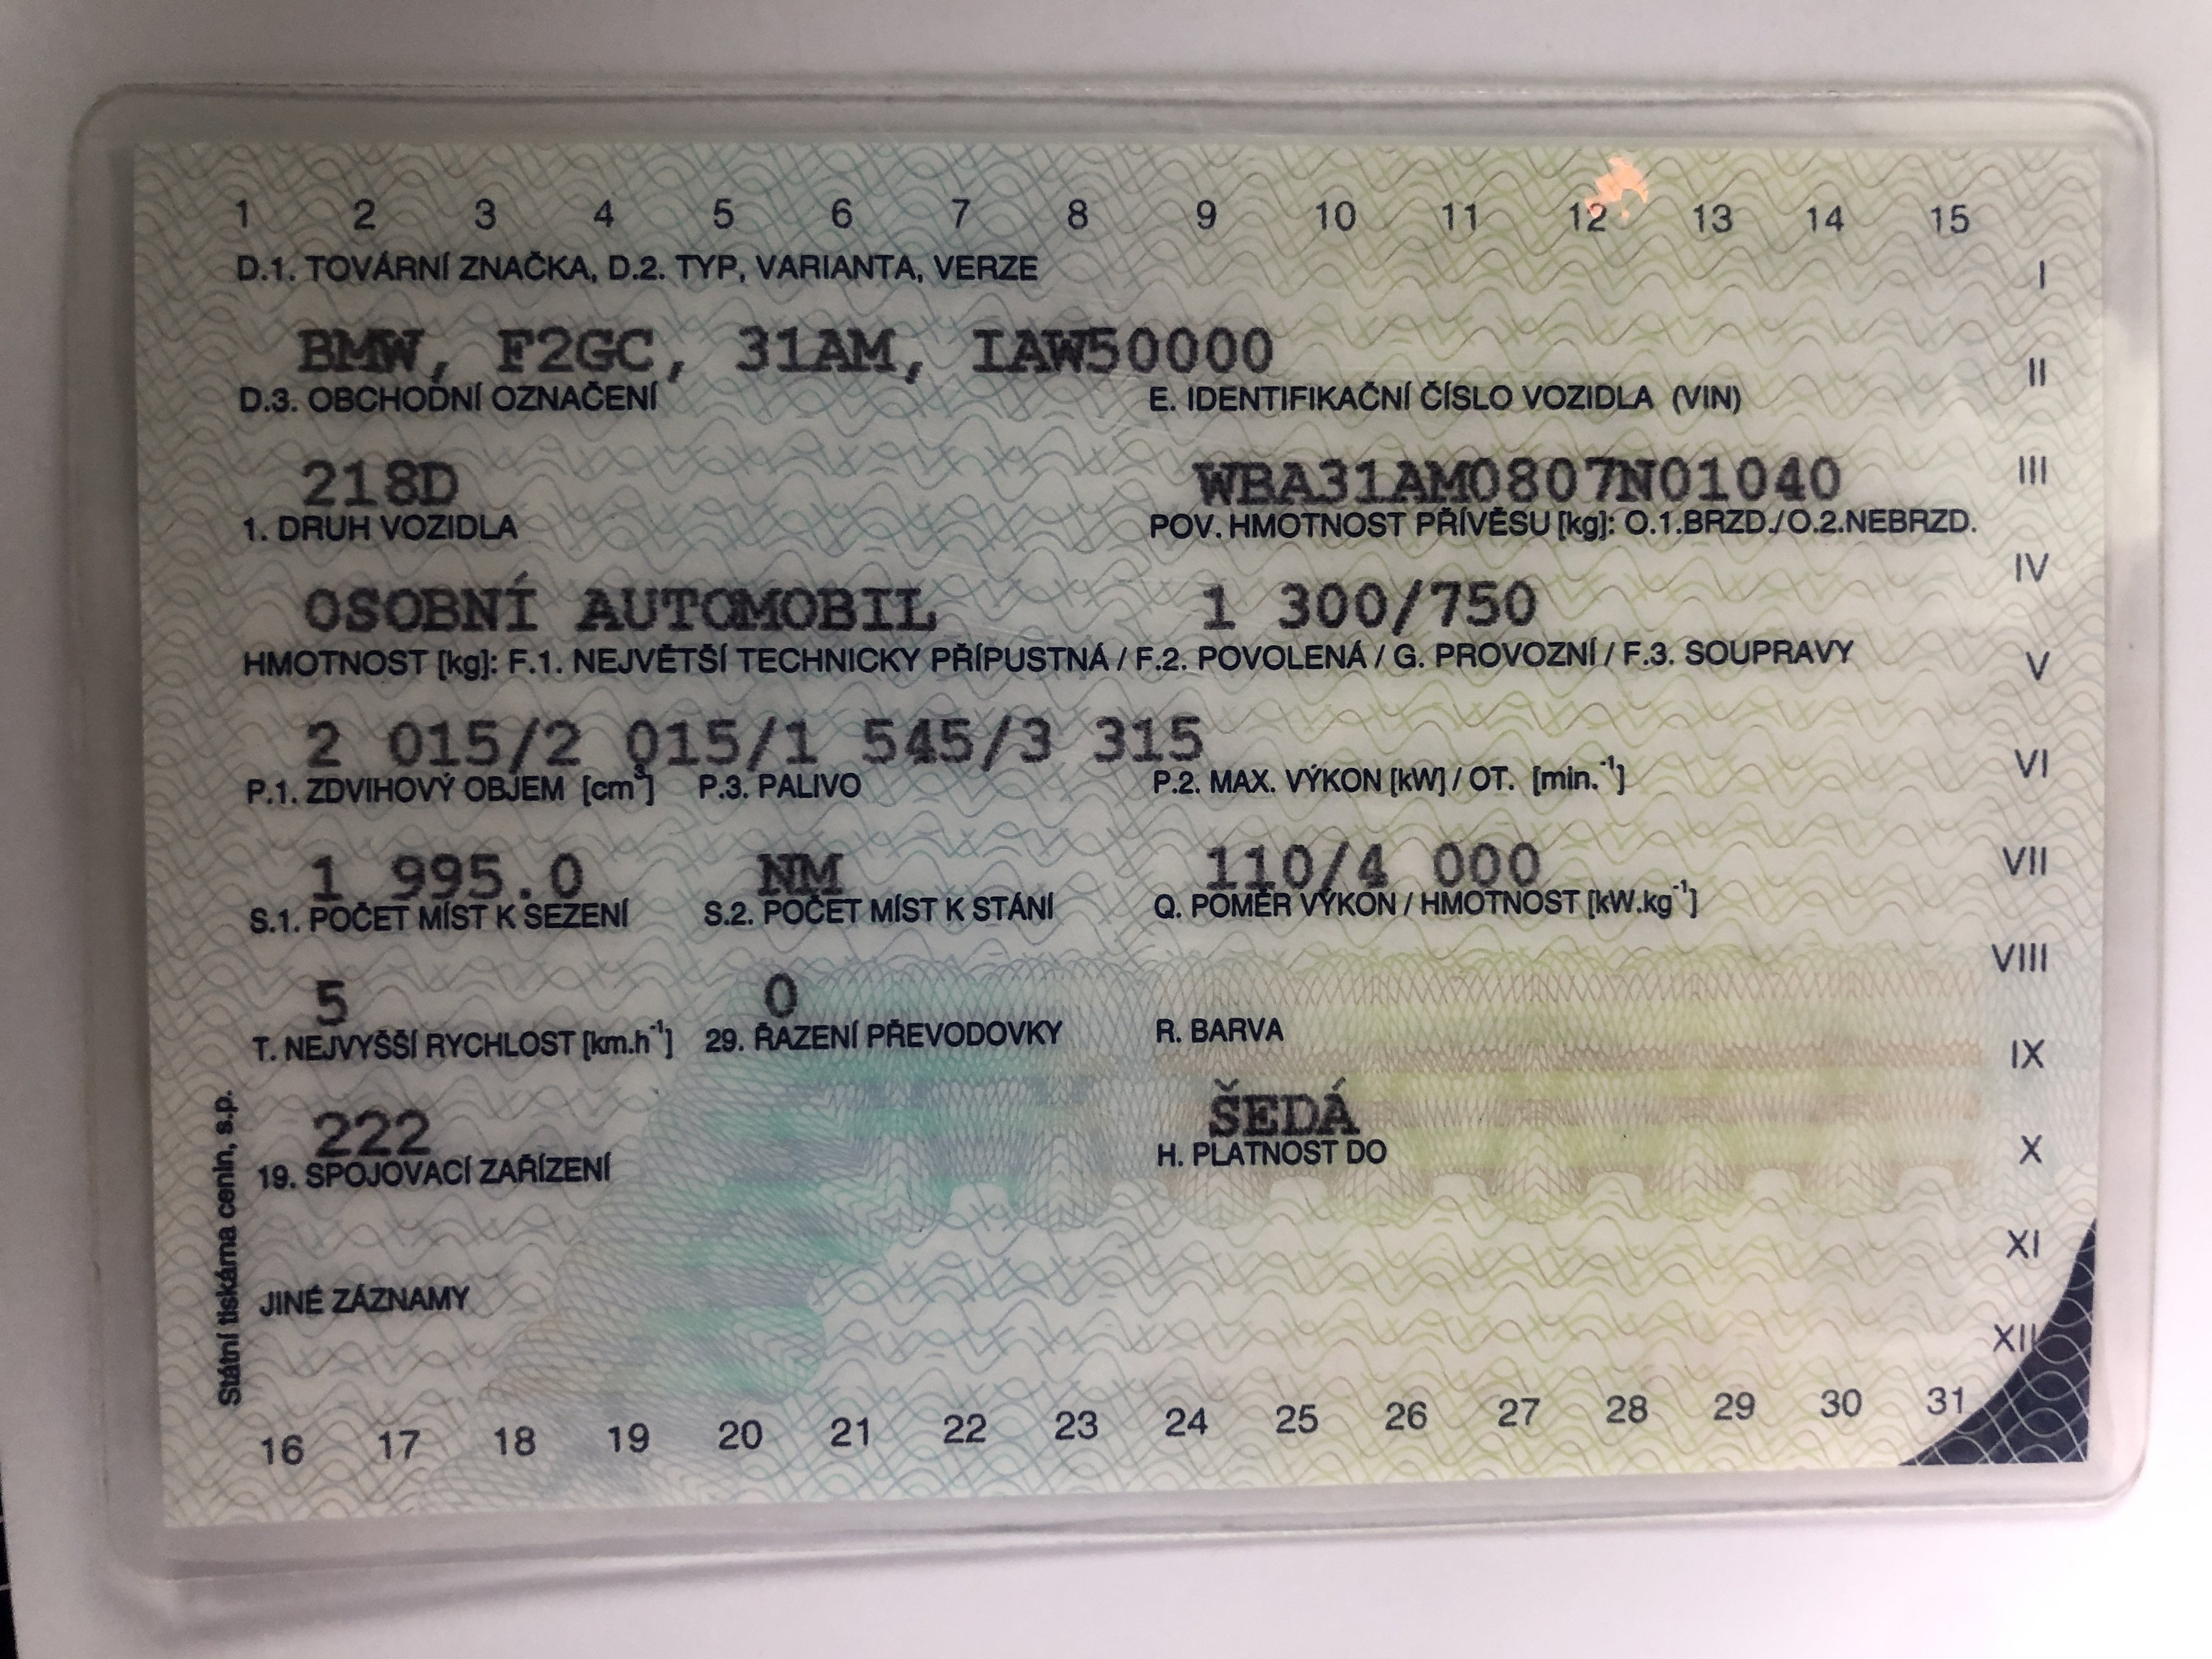 1 2 3 4 5 6 7 8 9 10 11 12 13 14 15
D.1. TOVÁRNÍ ZNAČKA, D.2. TYP, VARIANTA, VERZE
I
BMW, F2GC, 31AM, IAW50000
II
D.3. OBCHODNÍ OZNAČENÍ E. IDENTIFIKAČNÍ ČÍSLO VOZIDLA (VIN)
218D WBA31AM0807N01040
III
1. DRUH VOZIDLA POV. HMOTNOST PŘÍVĚSU [kg]: O.1.BRZD./O.2.NEBRZD.
IV
OSOBNÍ AUTOMOBIL 1 300/750
HMOTNOST [kg]: F.1. NEJVĚTŠÍ TECHNICKY PŘÍPUSTNÁ / F.2. POVOLENÁ / G. PROVOZNÍ / F.3. SOUPRAVY
V
2 015/2 015/1 545/3 315
P.1. ZDVIHOVÝ OBJEM [cm³] P.3. PALIVO P.2. MAX. VÝKON [kW] / OT. [min.⁻¹]
VI
1 995.0 NM 110/4 000
VII
S.1. POČET MÍST K SEZENÍ S.2. POČET MÍST K STÁNÍ Q. POMĚR VÝKON / HMOTNOST [kW.kg⁻¹]
VIII
5 0
T. NEJVYŠŠÍ RYCHLOST [km.h⁻¹] 29. ŘAZENÍ PŘEVODOVKY R. BARVA
IX
222 ŠEDÁ
19. SPOJOVACÍ ZAŘÍZENÍ H. PLATNOST DO
X
XI
JINÉ ZÁZNAMY
XII
Státní tiskárna cenin, s.p.
16 17 18 19 20 21 22 23 24 25 26 27 28 29 30 31